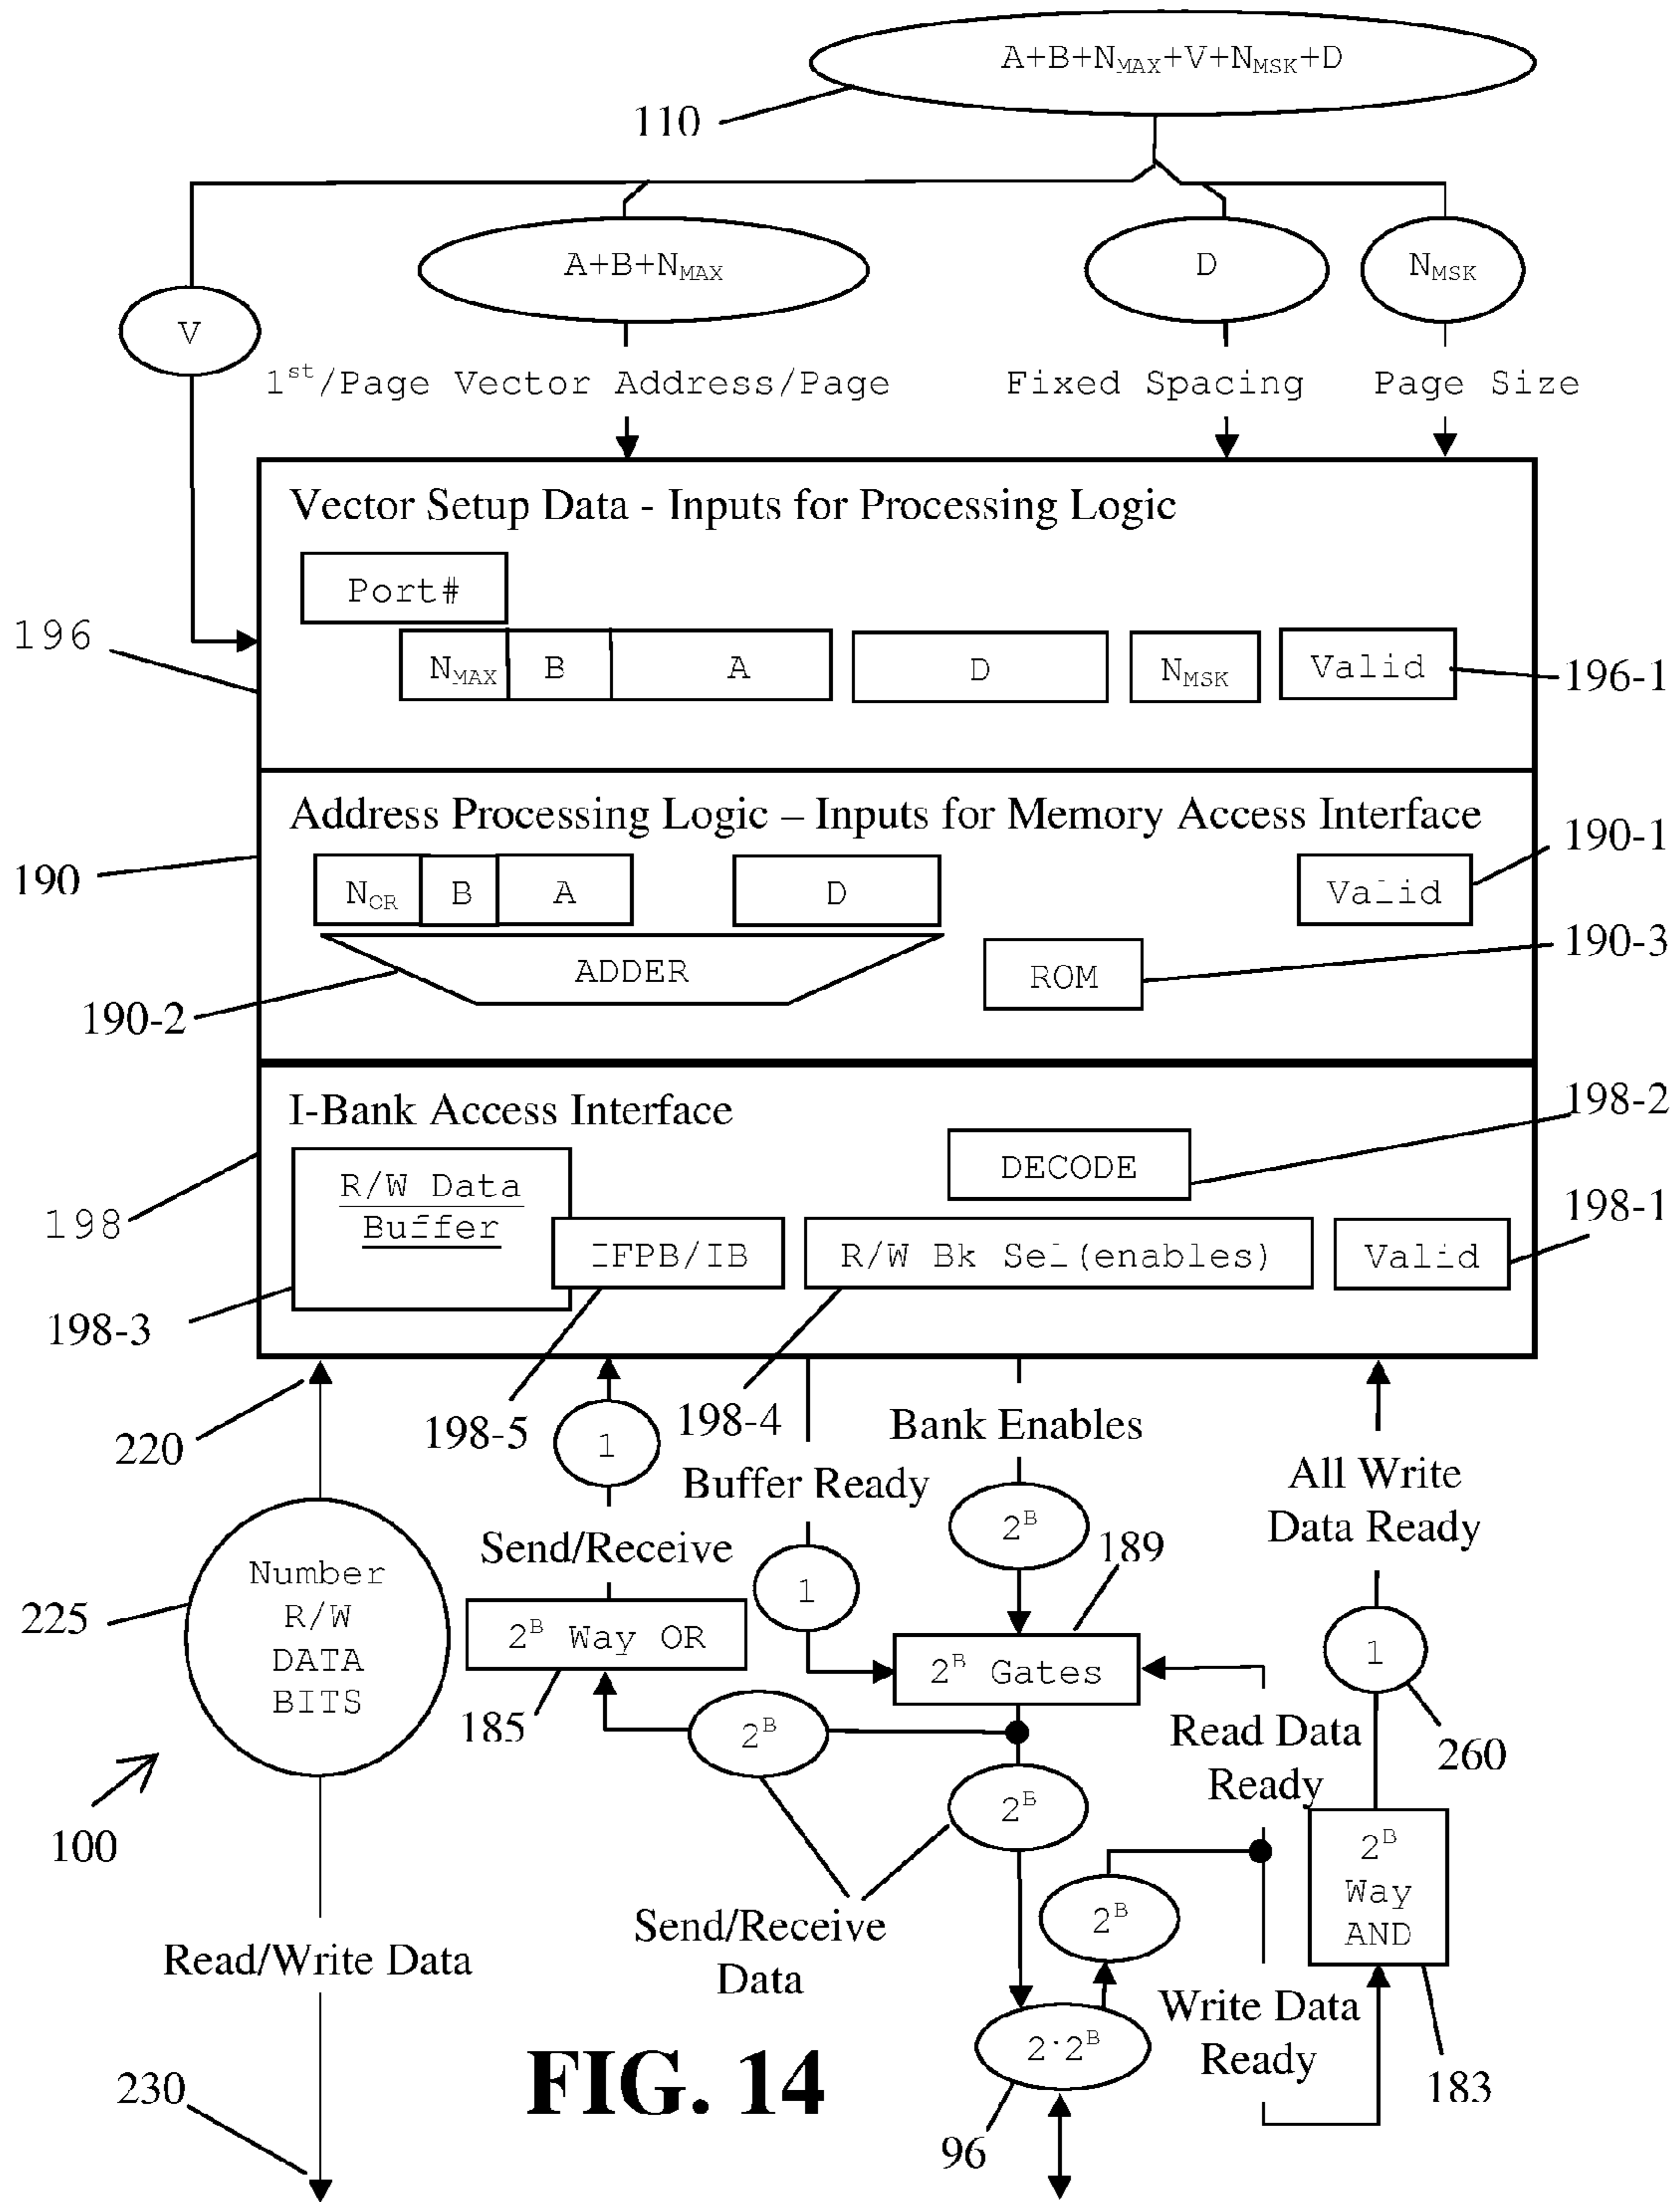 A+B+N_MAX+V+N_MSK+D
110
A+B+N_MAX
D
N_MSK
V
1st/Page Vector Address/Page
Fixed Spacing
Page Size
Vector Setup Data - Inputs for Processing Logic
Port#
196
N_MAX B A D N_MSK Valid
196-1
Address Processing Logic – Inputs for Memory Access Interface
190-1
190
N_CR B A D Valid
190-3
ADDER
ROM
190-2
I-Bank Access Interface
198-2
DECODE
R/W Data
Buffer
198-1
198
IFPB/IB
R/W Bk Sel(enables)
Valid
198-3
220
198-5
198-4
1
Bank Enables
Buffer Ready
All Write
Data Ready
2^B
Send/Receive
189
Number
R/W
DATA
BITS
225
1
2^B Way OR
1
2^B Gates
185
2^B
Read Data
Ready
260
100
2^B
2^B
Way
AND
2^B
Send/Receive
Data
Read/Write Data
Write Data
Ready
2·2^B
FIG. 14
183
230
96